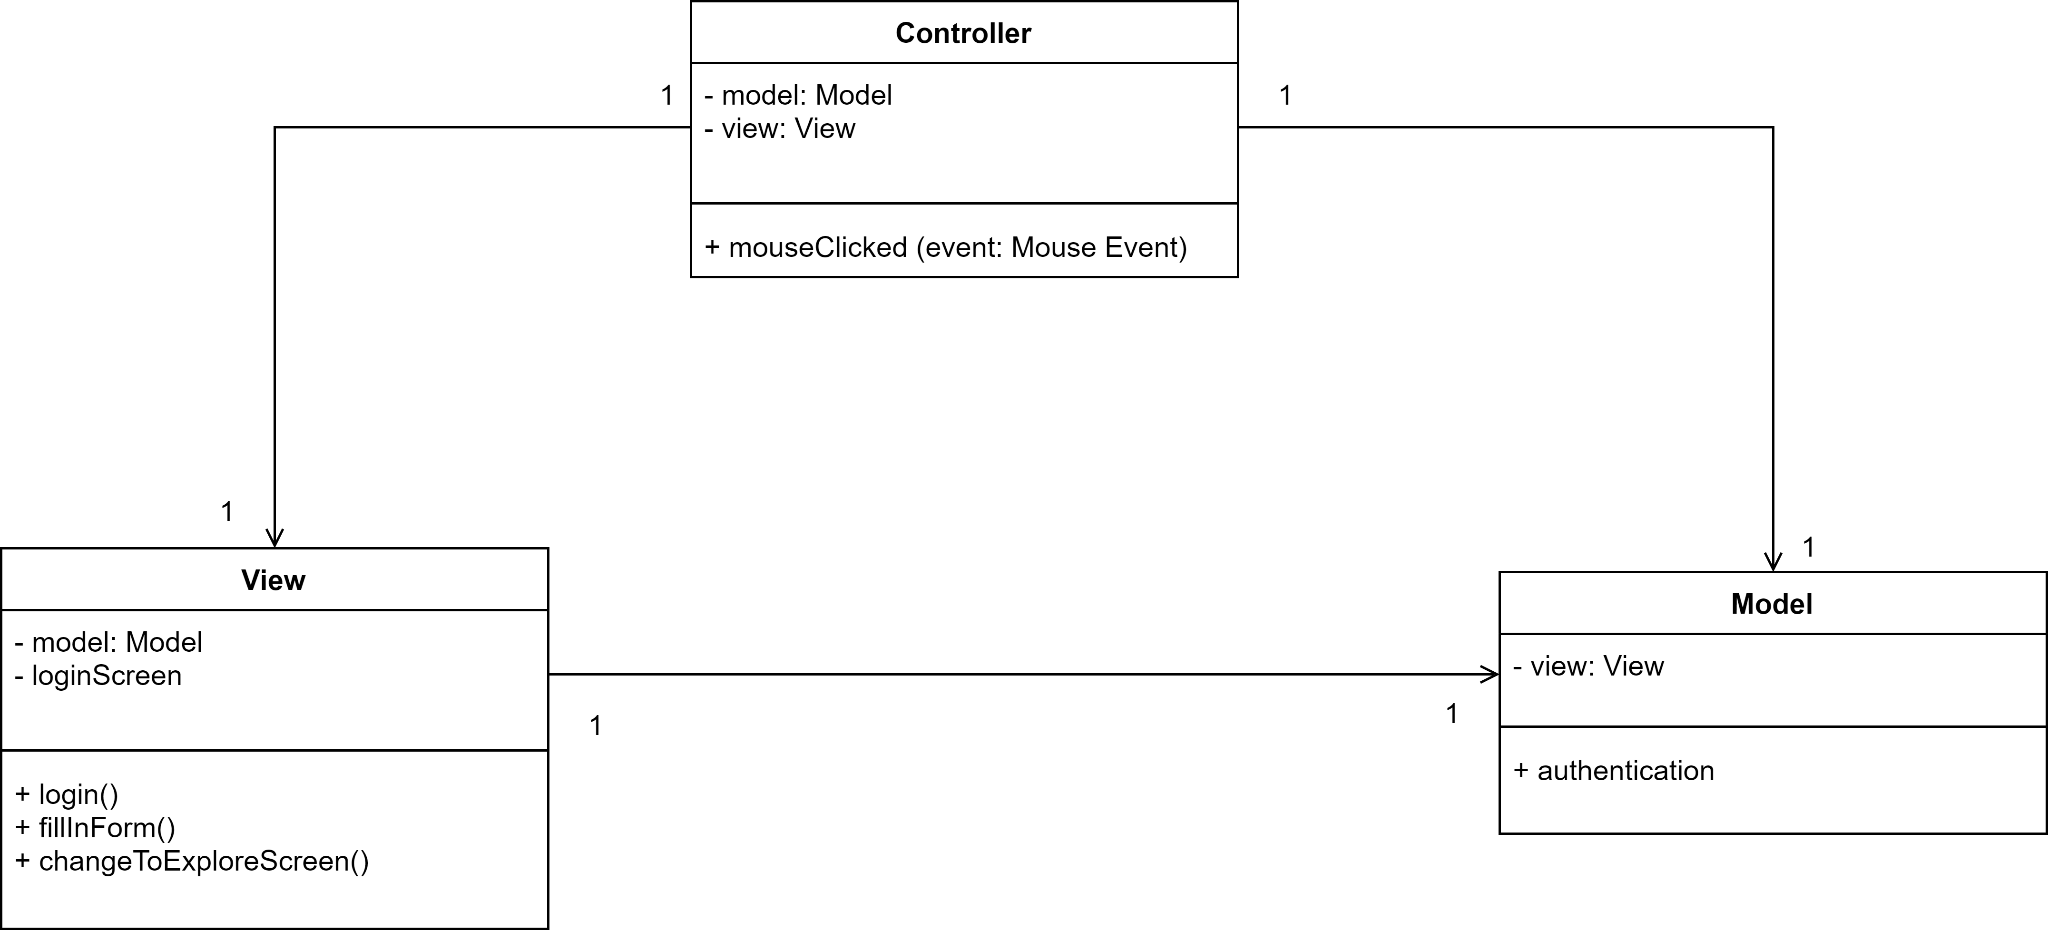 Controller
1
- model: Model
- view: View
1
+ mouseClicked (event: Mouse Event)
1
1
View
- model: Model
- loginScreen
+ login()
+ fillInForm()
+ changeToExploreScreen()
1
1
Model
- view: View
+ authentication